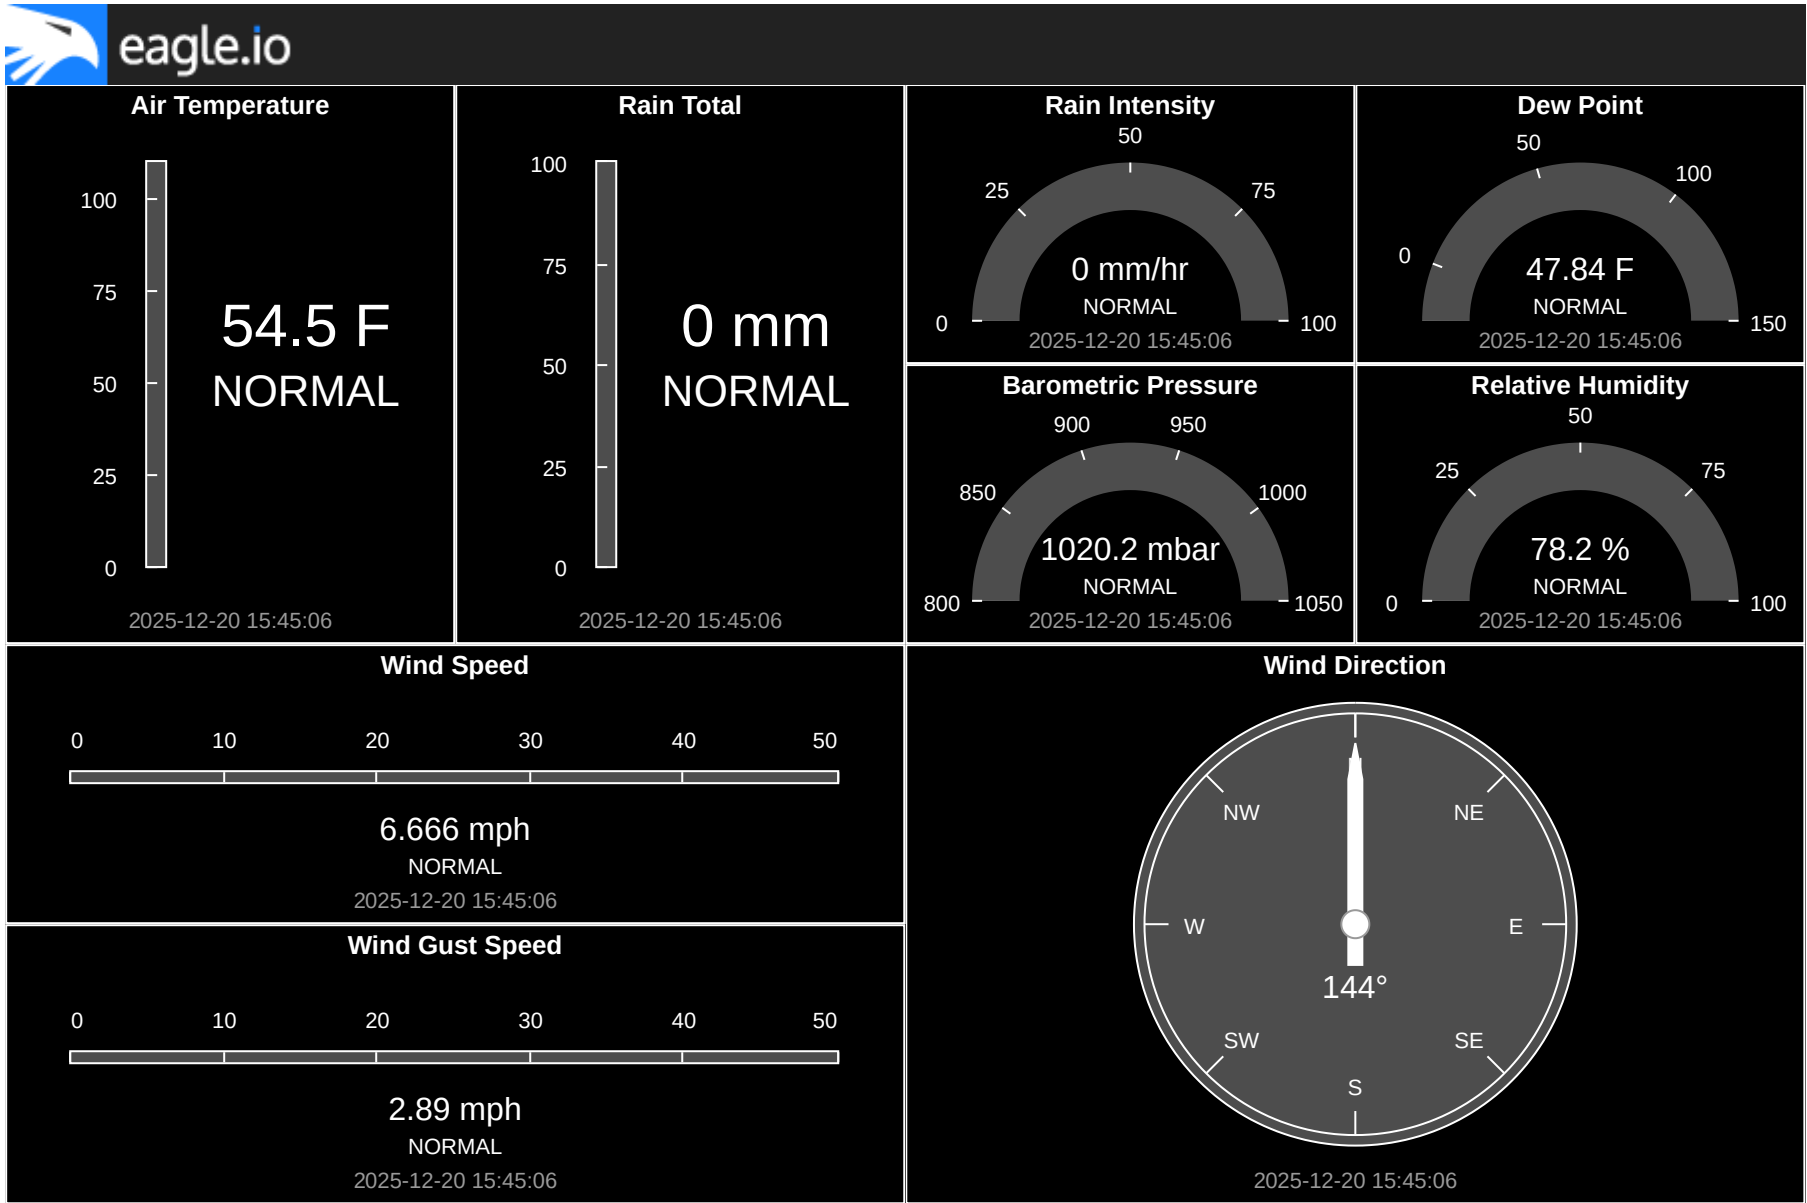 eagle.io
Air Temperature
100
75
50
25
0
54.5 F
NORMAL
2025-12-20 15:45:06
Rain Total
100
75
50
25
0
0 mm
NORMAL
2025-12-20 15:45:06
Rain Intensity
50
25
75
0
100
0 mm/hr
NORMAL
2025-12-20 15:45:06
Dew Point
50
100
0
150
47.84 F
NORMAL
2025-12-20 15:45:06
Barometric Pressure
900
950
850
1000
800
1050
1020.2 mbar
NORMAL
2025-12-20 15:45:06
Relative Humidity
50
25
75
0
100
78.2 %
NORMAL
2025-12-20 15:45:06
Wind Speed
0 10 20 30 40 50
6.666 mph
NORMAL
2025-12-20 15:45:06
Wind Gust Speed
0 10 20 30 40 50
2.89 mph
NORMAL
2025-12-20 15:45:06
Wind Direction
NW
NE
W
E
144°
SW
SE
S
2025-12-20 15:45:06